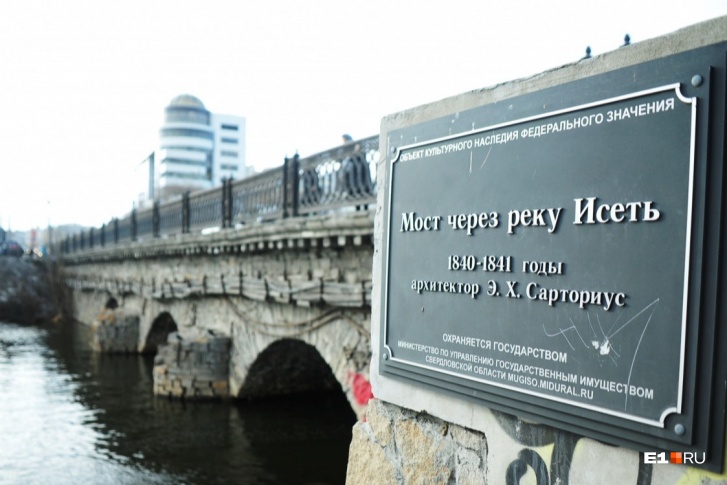 ОБЪЕКТ КУЛЬТУРНОГО НАСЛЕДИЯ ФЕДЕРАЛЬНОГО ЗНАЧЕНИЯ
Мост через реку Исеть
1840-1841 годы
архитектор Э. Х. Сарториус
ОХРАНЯЕТСЯ ГОСУДАРСТВОМ
МИНИСТЕРСТВО ПО УПРАВЛЕНИЮ ГОСУДАРСТВЕННЫМ ИМУЩЕСТВОМ
СВЕРДЛОВСКОЙ ОБЛАСТИ MUGISO.MIDURAL.RU
E1.RU